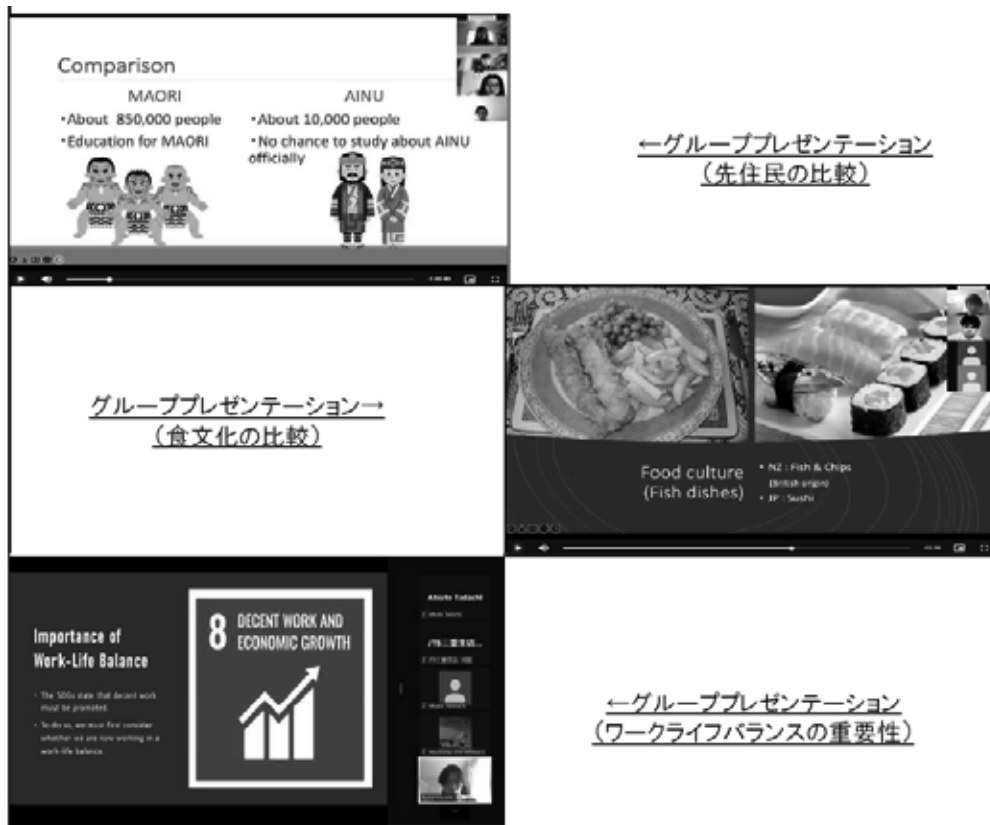 Comparison
MAORI
・About 850,000 people
・Education for MAORI
AINU
・About 10,000 people
・No chance to study about AINU
officially
←グループプレゼンテーション
（先住民の比較）
グループプレゼンテーション→
（食文化の比較）
Food culture
(Fish dishes)
• NZ : Fish & Chips
(British origin)
• JP : Sushi
Importance of
Work-Life Balance
• The SDGs state that decent work
must be promoted.
• To do so, we must first consider
whether we are now working in a
work-life balance.
8 DECENT WORK AND
ECONOMIC GROWTH
←グループプレゼンテーション
（ワークライフバランスの重要性）